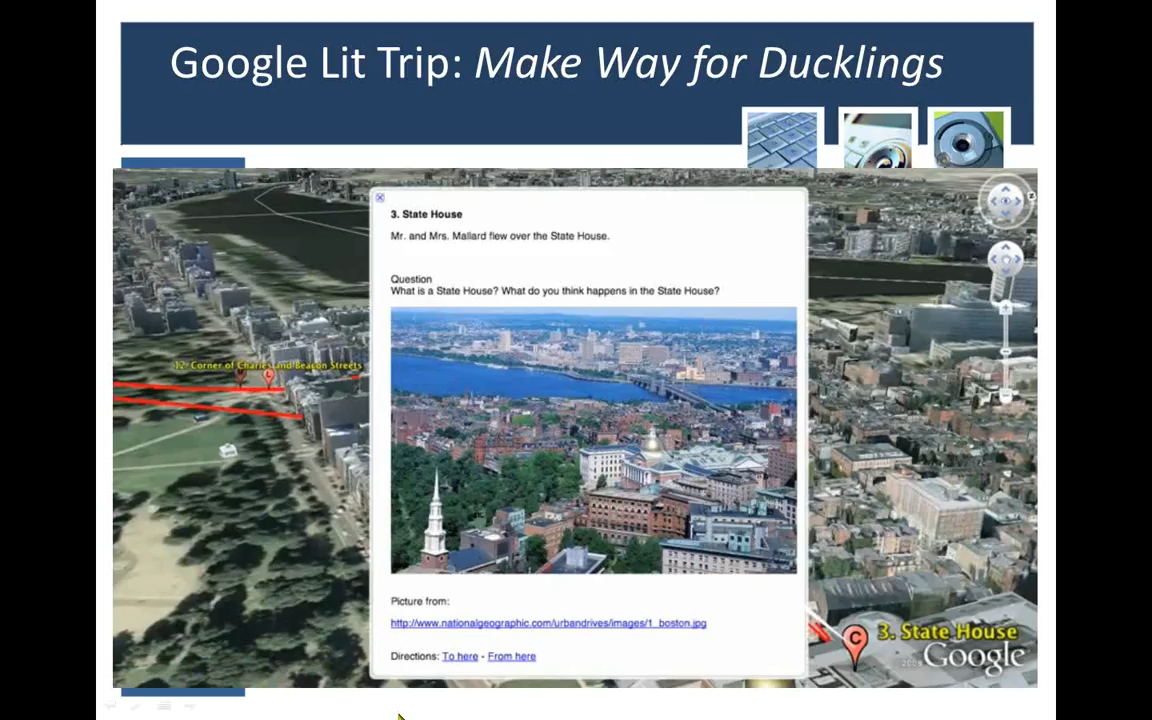 Google Lit Trip: Make Way for Ducklings
3. State House
Mr. and Mrs. Mallard flew over the State House.
Question
What is a State House? What do you think happens in the State House?
12. Corner of Charles and Beacon Streets
Picture from:
http://www.nationalgeographic.com/urbandrives/images/1_boston.jpg
Directions: To here - From here
C
3. State House
2009 Google